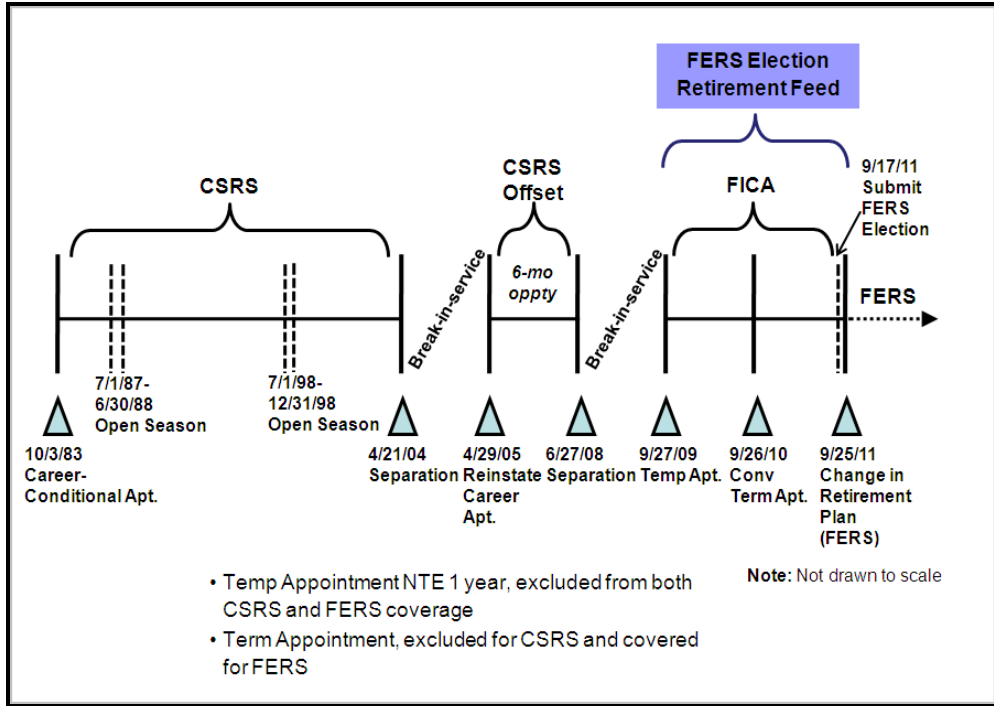 FERS Election
Retirement Feed
CSRS
CSRS
Offset
FICA
9/17/11
Submit
FERS
Election
Break-in-service
6-mo
oppty
Break-in-service
FERS
7/1/87-
6/30/88
Open Season
7/1/98-
12/31/98
Open Season
10/3/83
Career-
Conditional Apt.
4/21/04
Separation
4/29/05
Reinstate
Career
Apt.
6/27/08
Separation
9/27/09
Temp Apt.
9/26/10
Conv
Term Apt.
9/25/11
Change in
Retirement
Plan
(FERS)
• Temp Appointment NTE 1 year, excluded from both
CSRS and FERS coverage
• Term Appointment, excluded for CSRS and covered
for FERS
Note: Not drawn to scale